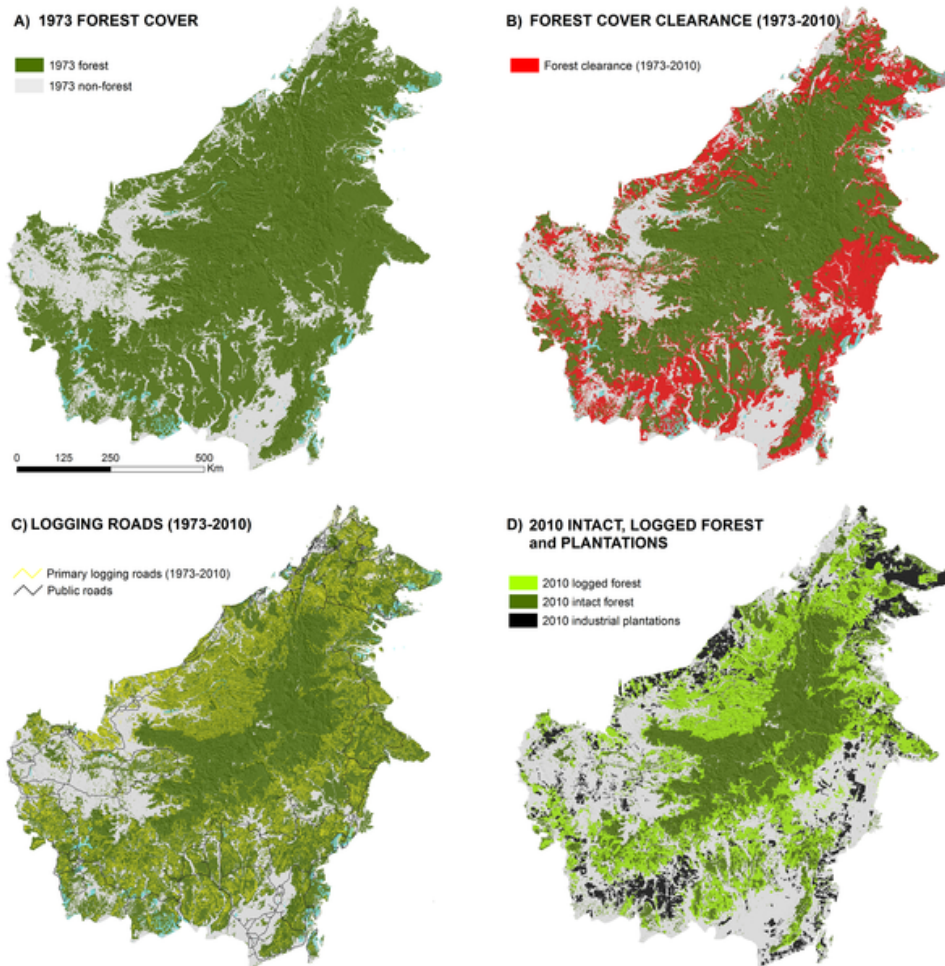 A) 1973 FOREST COVER
1973 forest
1973 non-forest
0 125 250 500
Km
B) FOREST COVER CLEARANCE (1973-2010)
Forest clearance (1973-2010)
C) LOGGING ROADS (1973-2010)
Primary logging roads (1973-2010)
Public roads
D) 2010 INTACT, LOGGED FOREST
and PLANTATIONS
2010 logged forest
2010 intact forest
2010 industrial plantations